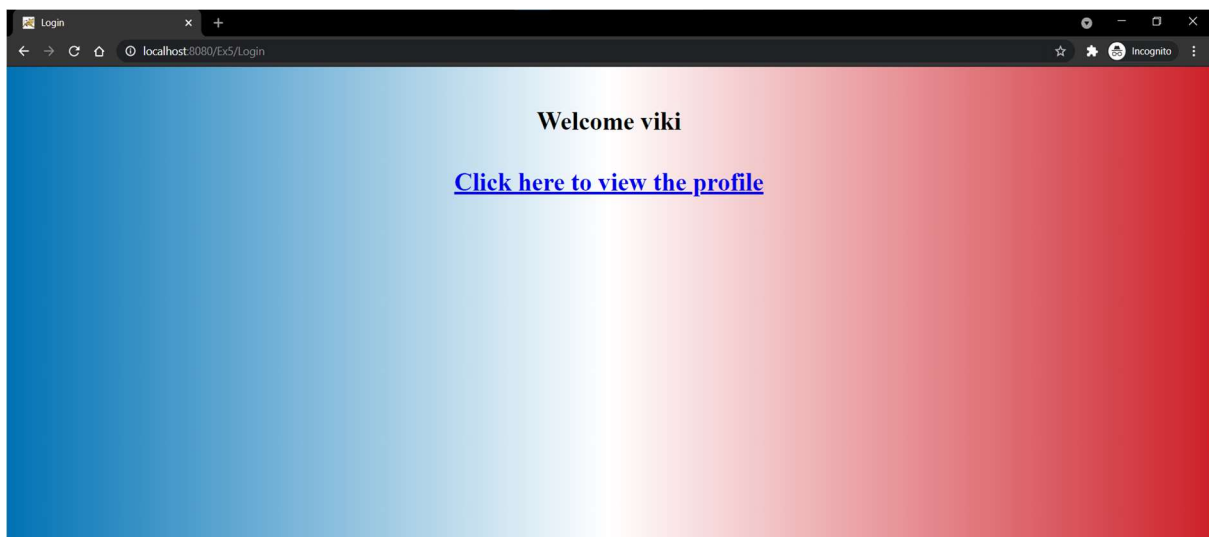 Login
localhost:8080/Ex5/Login
Incognito
Welcome viki
Click here to view the profile